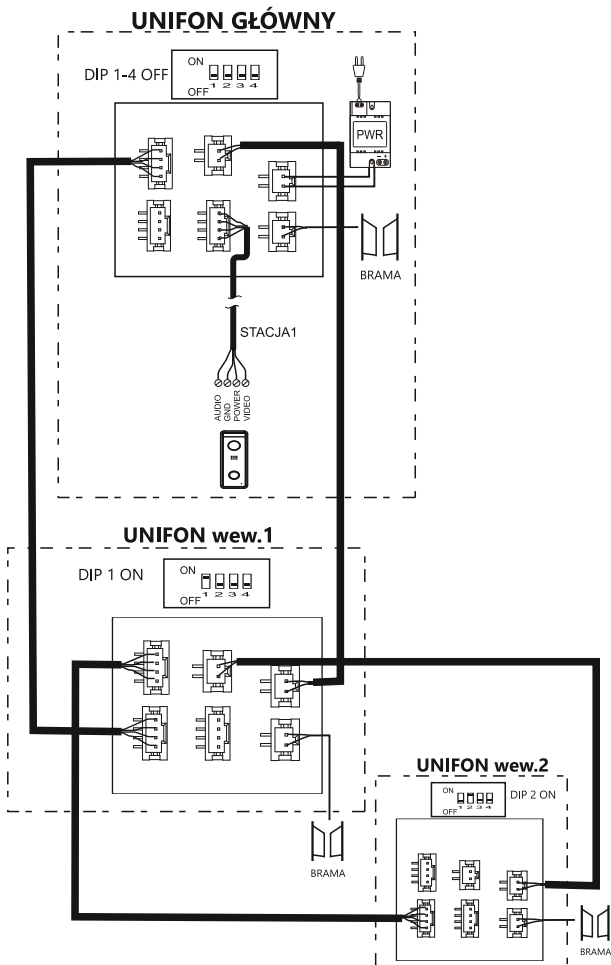 UNIFON GŁÓWNY
DIP 1-4 OFF
ON
1 2 3 4
OFF
PWR
- +
BRAMA
STACJA1
AUDIO
GND
POWER
VIDEO
UNIFON wew.1
DIP 1 ON
ON
1 2 3 4
OFF
UNIFON wew.2
ON
1 2 3 4
OFF
DIP 2 ON
BRAMA
BRAMA